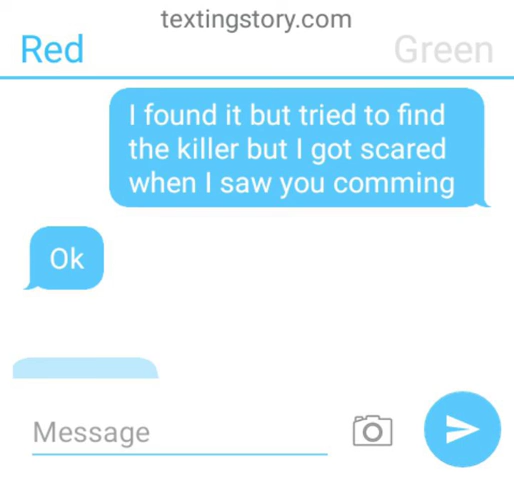 textingstory.com
Red
Green
I found it but tried to find
the killer but I got scared
when I saw you comming
Ok
Message